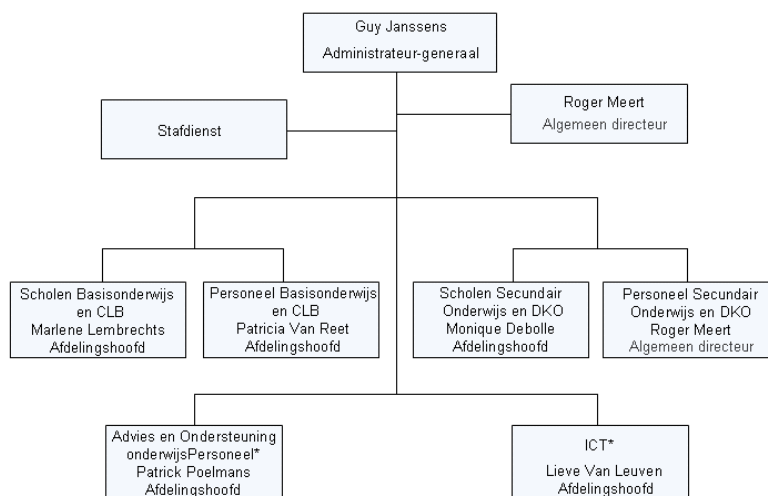 Guy Janssens
Administrateur-generaal
Roger Meert
Algemeen directeur
Stafdienst
Scholen Basisonderwijs
en CLB
Marlene Lembrechts
Afdelingshoofd
Personeel Basisonderwijs
en CLB
Patricia Van Reet
Afdelingshoofd
Scholen Secundair
Onderwijs en DKO
Monique Debolle
Afdelingshoofd
Personeel Secundair
Onderwijs en DKO
Roger Meert
Algemeen directeur
Advies en Ondersteuning
onderwijsPersoneel*
Patrick Poelmans
Afdelingshoofd
ICT*
Lieve Van Leuven
Afdelingshoofd